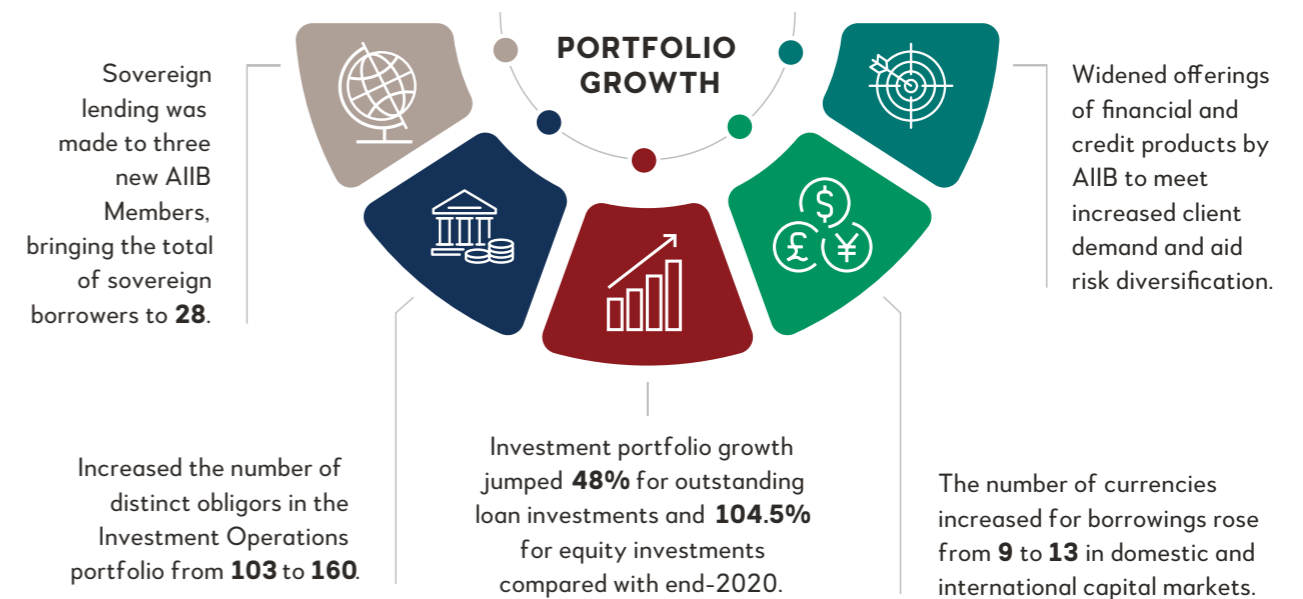 PORTFOLIO
GROWTH
Sovereign
lending was
made to three
new AIIB
Members,
bringing the total
of sovereign
borrowers to 28.
Increased the number of
distinct obligors in the
Investment Operations
portfolio from 103 to 160.
Investment portfolio growth
jumped 48% for outstanding
loan investments and 104.5%
for equity investments
compared with end-2020.
The number of currencies
increased for borrowings rose
from 9 to 13 in domestic and
international capital markets.
Widened offerings
of financial and
credit products by
AIIB to meet
increased client
demand and aid
risk diversification.
$
£
¥